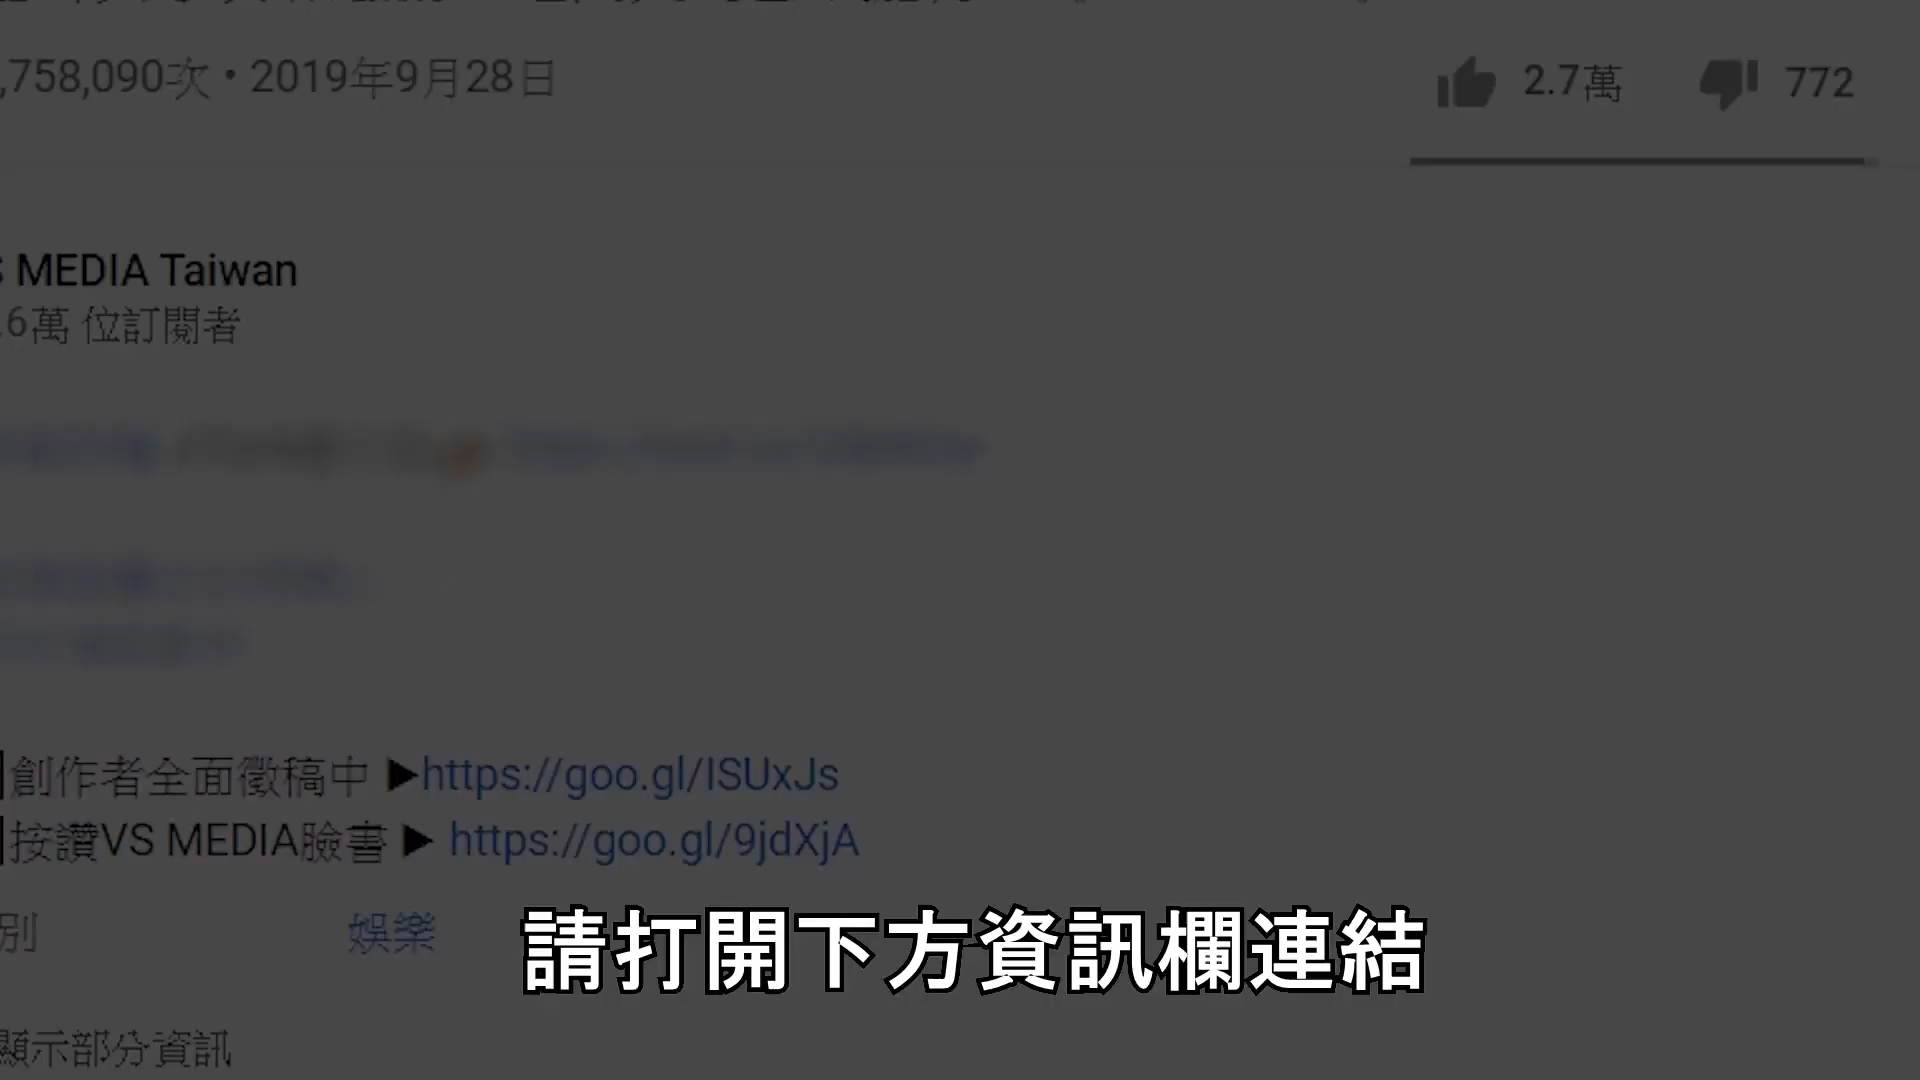 ,758,090次 • 2019年9月28日
2.7萬 772
MEDIA Taiwan
6萬 位訂閱者
創作者全面徵稿中 ▶https://goo.gl/ISUxJs
按讚VS MEDIA臉書 ▶ https://goo.gl/9jdXjA
別 娛樂
請打開下方資訊欄連結
顯示部分資訊